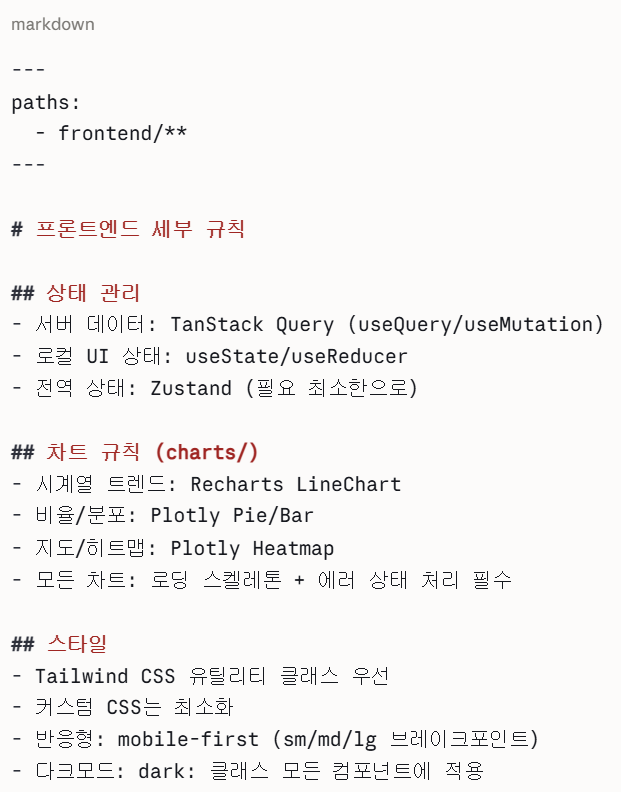 markdown
---
paths:
  - frontend/**
---
# 프론트엔드 세부 규칙
## 상태 관리
- 서버 데이터: TanStack Query (useQuery/useMutation)
- 로컬 UI 상태: useState/useReducer
- 전역 상태: Zustand (필요 최소한으로)
## 차트 규칙 (charts/)
- 시계열 트렌드: Recharts LineChart
- 비율/분포: Plotly Pie/Bar
- 지도/히트맵: Plotly Heatmap
- 모든 차트: 로딩 스켈레톤 + 에러 상태 처리 필수
## 스타일
- Tailwind CSS 유틸리티 클래스 우선
- 커스텀 CSS는 최소화
- 반응형: mobile-first (sm/md/lg 브레이크포인트)
- 다크모드: dark: 클래스 모든 컴포넌트에 적용